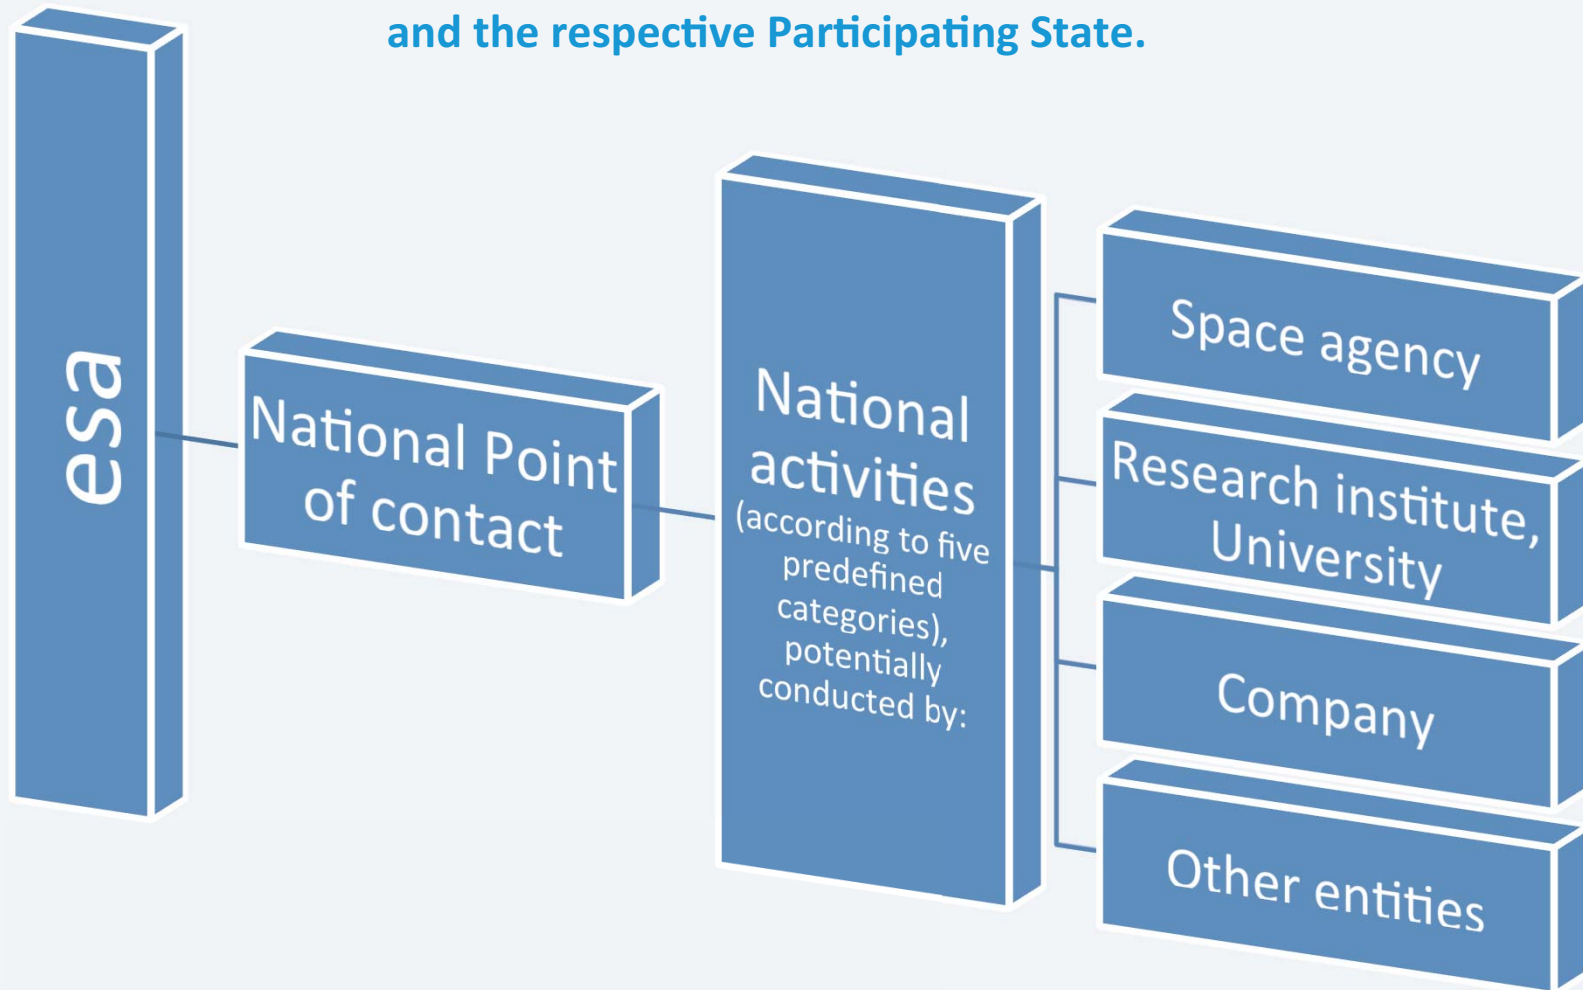 and the respective Participating State.
esa
National Point
of contact
National
activities
(according to five
predefined
categories),
potentially
conducted by:
Space agency
Research institute,
University
Company
Other entities